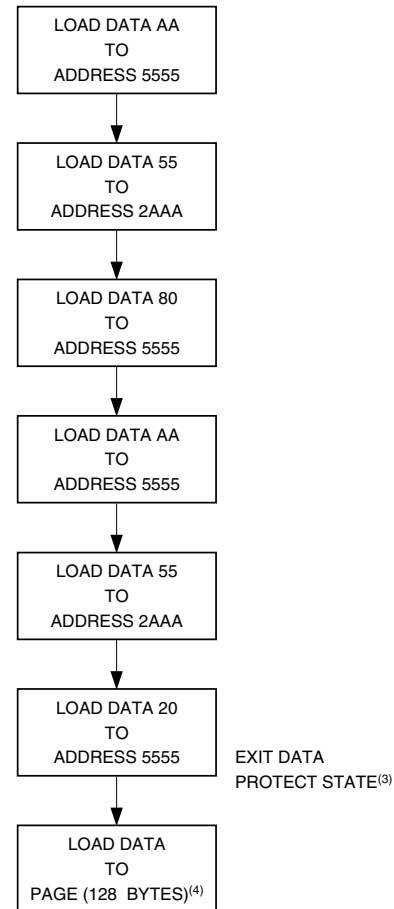 LOAD DATA AA
TO
ADDRESS 5555
LOAD DATA 55
TO
ADDRESS 2AAA
LOAD DATA 80
TO
ADDRESS 5555
LOAD DATA AA
TO
ADDRESS 5555
LOAD DATA 55
TO
ADDRESS 2AAA
LOAD DATA 20
TO
ADDRESS 5555
EXIT DATA
PROTECT STATE(3)
LOAD DATA
TO
PAGE (128 BYTES)(4)